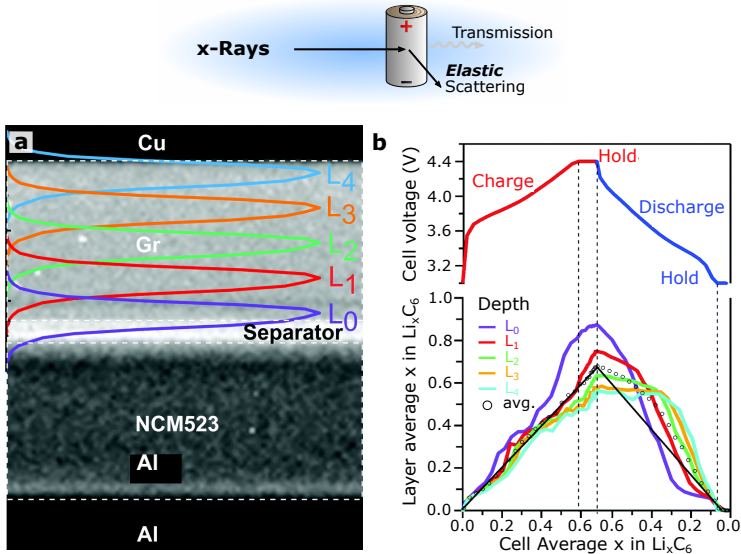 x-Rays
+
−
Transmission
Elastic
Scattering
a
Cu
L4
L3
Gr
L2
L1
L0
Separator
NCM523
Al
Al
b
Cell voltage (V)
4.4
4.0
3.6
3.2
Charge
Hold
Discharge
Hold
Layer average x in LixC6
1.0
0.8
0.6
0.4
0.2
0.0
Depth
L0
L1
L2
L3
L4
avg.
0.0 0.2 0.4 0.6 0.6 0.4 0.2 0.0 0.0
Cell Average x in LixC6